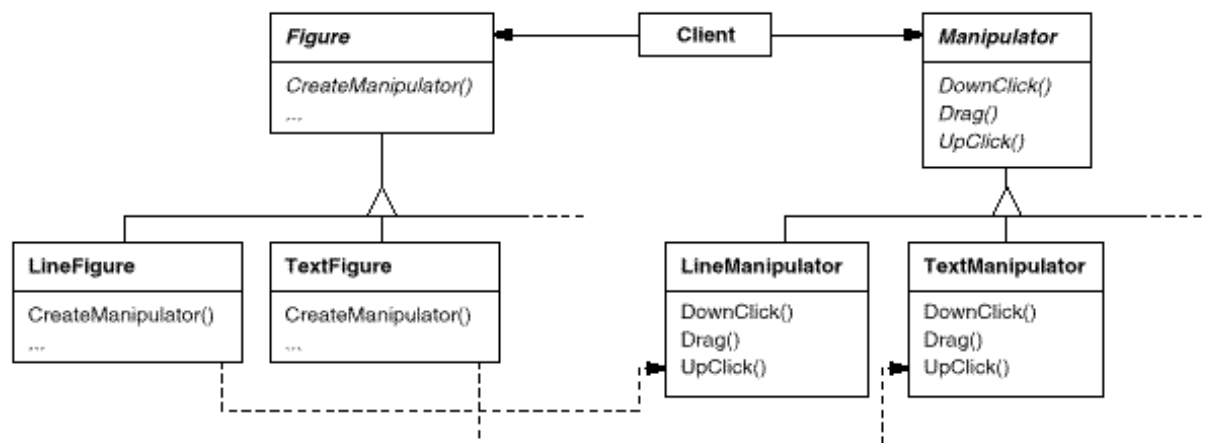 Figure
CreateManipulator()
...
Client
Manipulator
DownClick()
Drag()
UpClick()
LineFigure
CreateManipulator()
...
TextFigure
CreateManipulator()
...
LineManipulator
DownClick()
Drag()
UpClick()
TextManipulator
DownClick()
Drag()
UpClick()